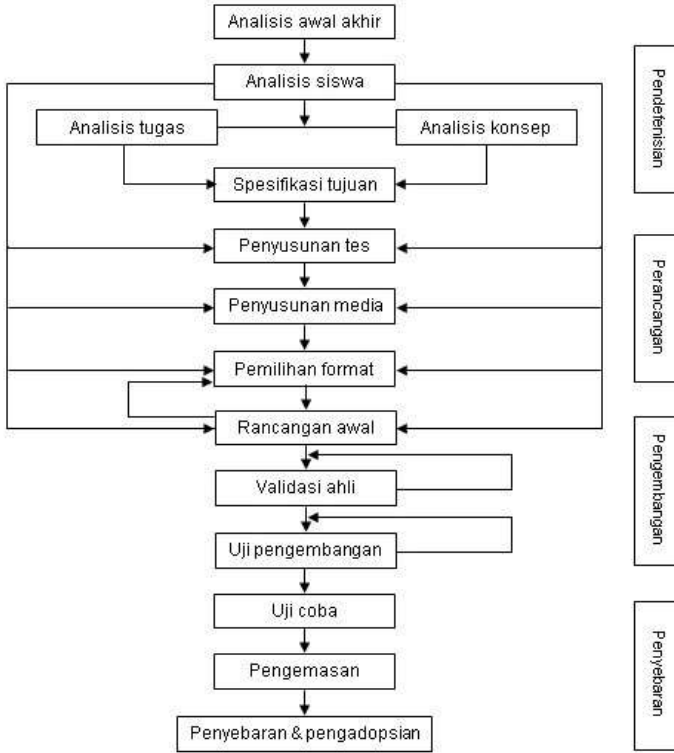 Analisis awal akhir
Analisis siswa
Analisis tugas
Analisis konsep
Spesifikasi tujuan
Penyusunan tes
Penyusunan media
Pemilihan format
Rancangan awal
Validasi ahli
Uji pengembangan
Uji coba
Pengemasan
Penyebaran & pengadopsian
Pendefenisian
Perancangan
Pengembangan
Penyebaran